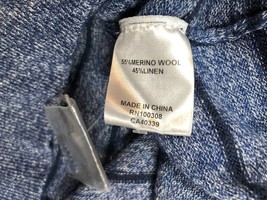 55%MERINO WOOL
45%LINEN
MADE IN CHINA
RN100308
CA40339